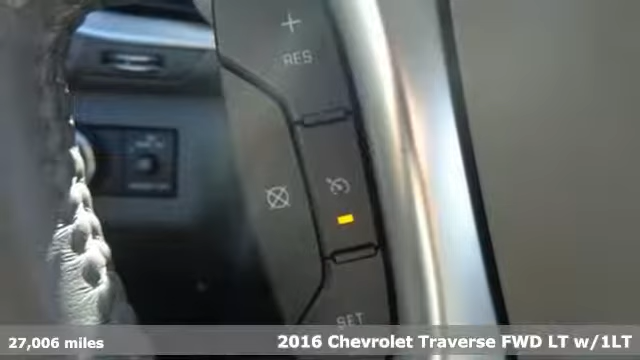 +
RES
SET
27,006 miles
2016 Chevrolet Traverse FWD LT w/1LT